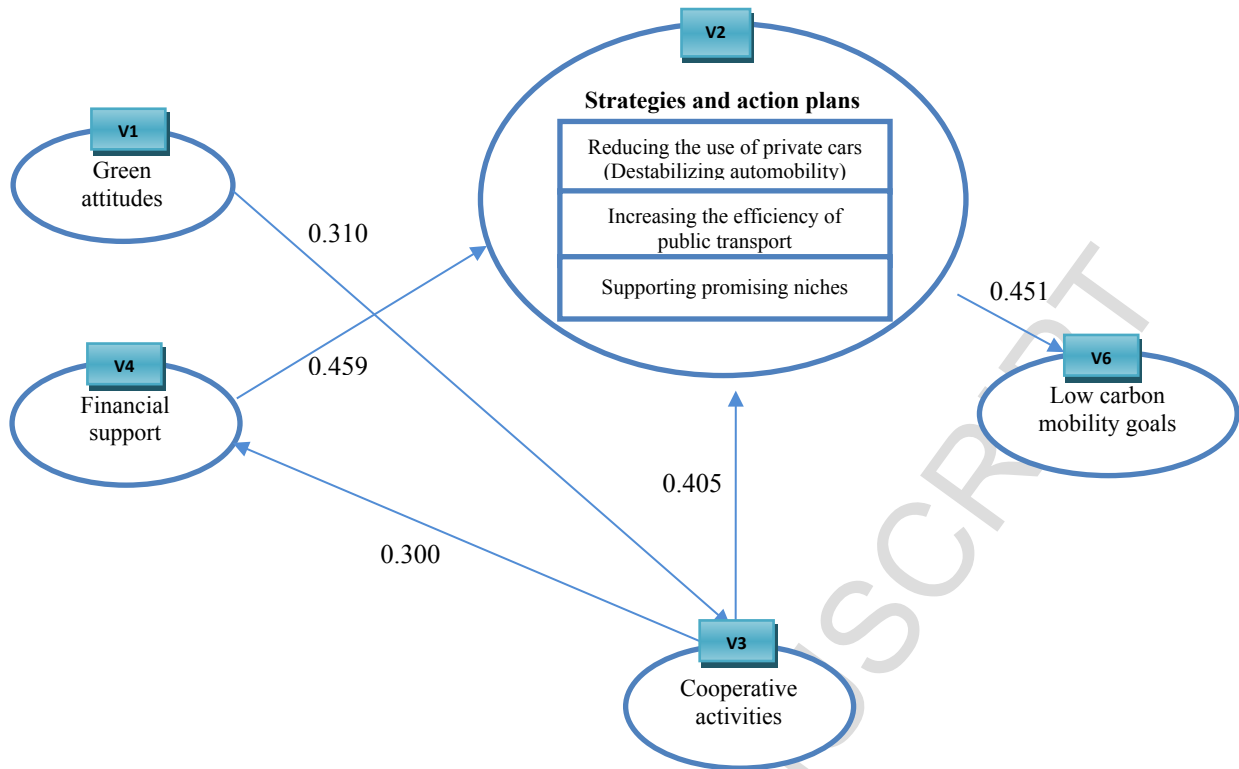 V2
Strategies and action plans
Reducing the use of private cars
(Destabilizing automobility)
Increasing the efficiency of
public transport
Supporting promising niches
V1
Green
attitudes
0.310
0.451
V4
Financial
support
0.459
V6
Low carbon
mobility goals
0.405
0.300
V3
Cooperative
activities